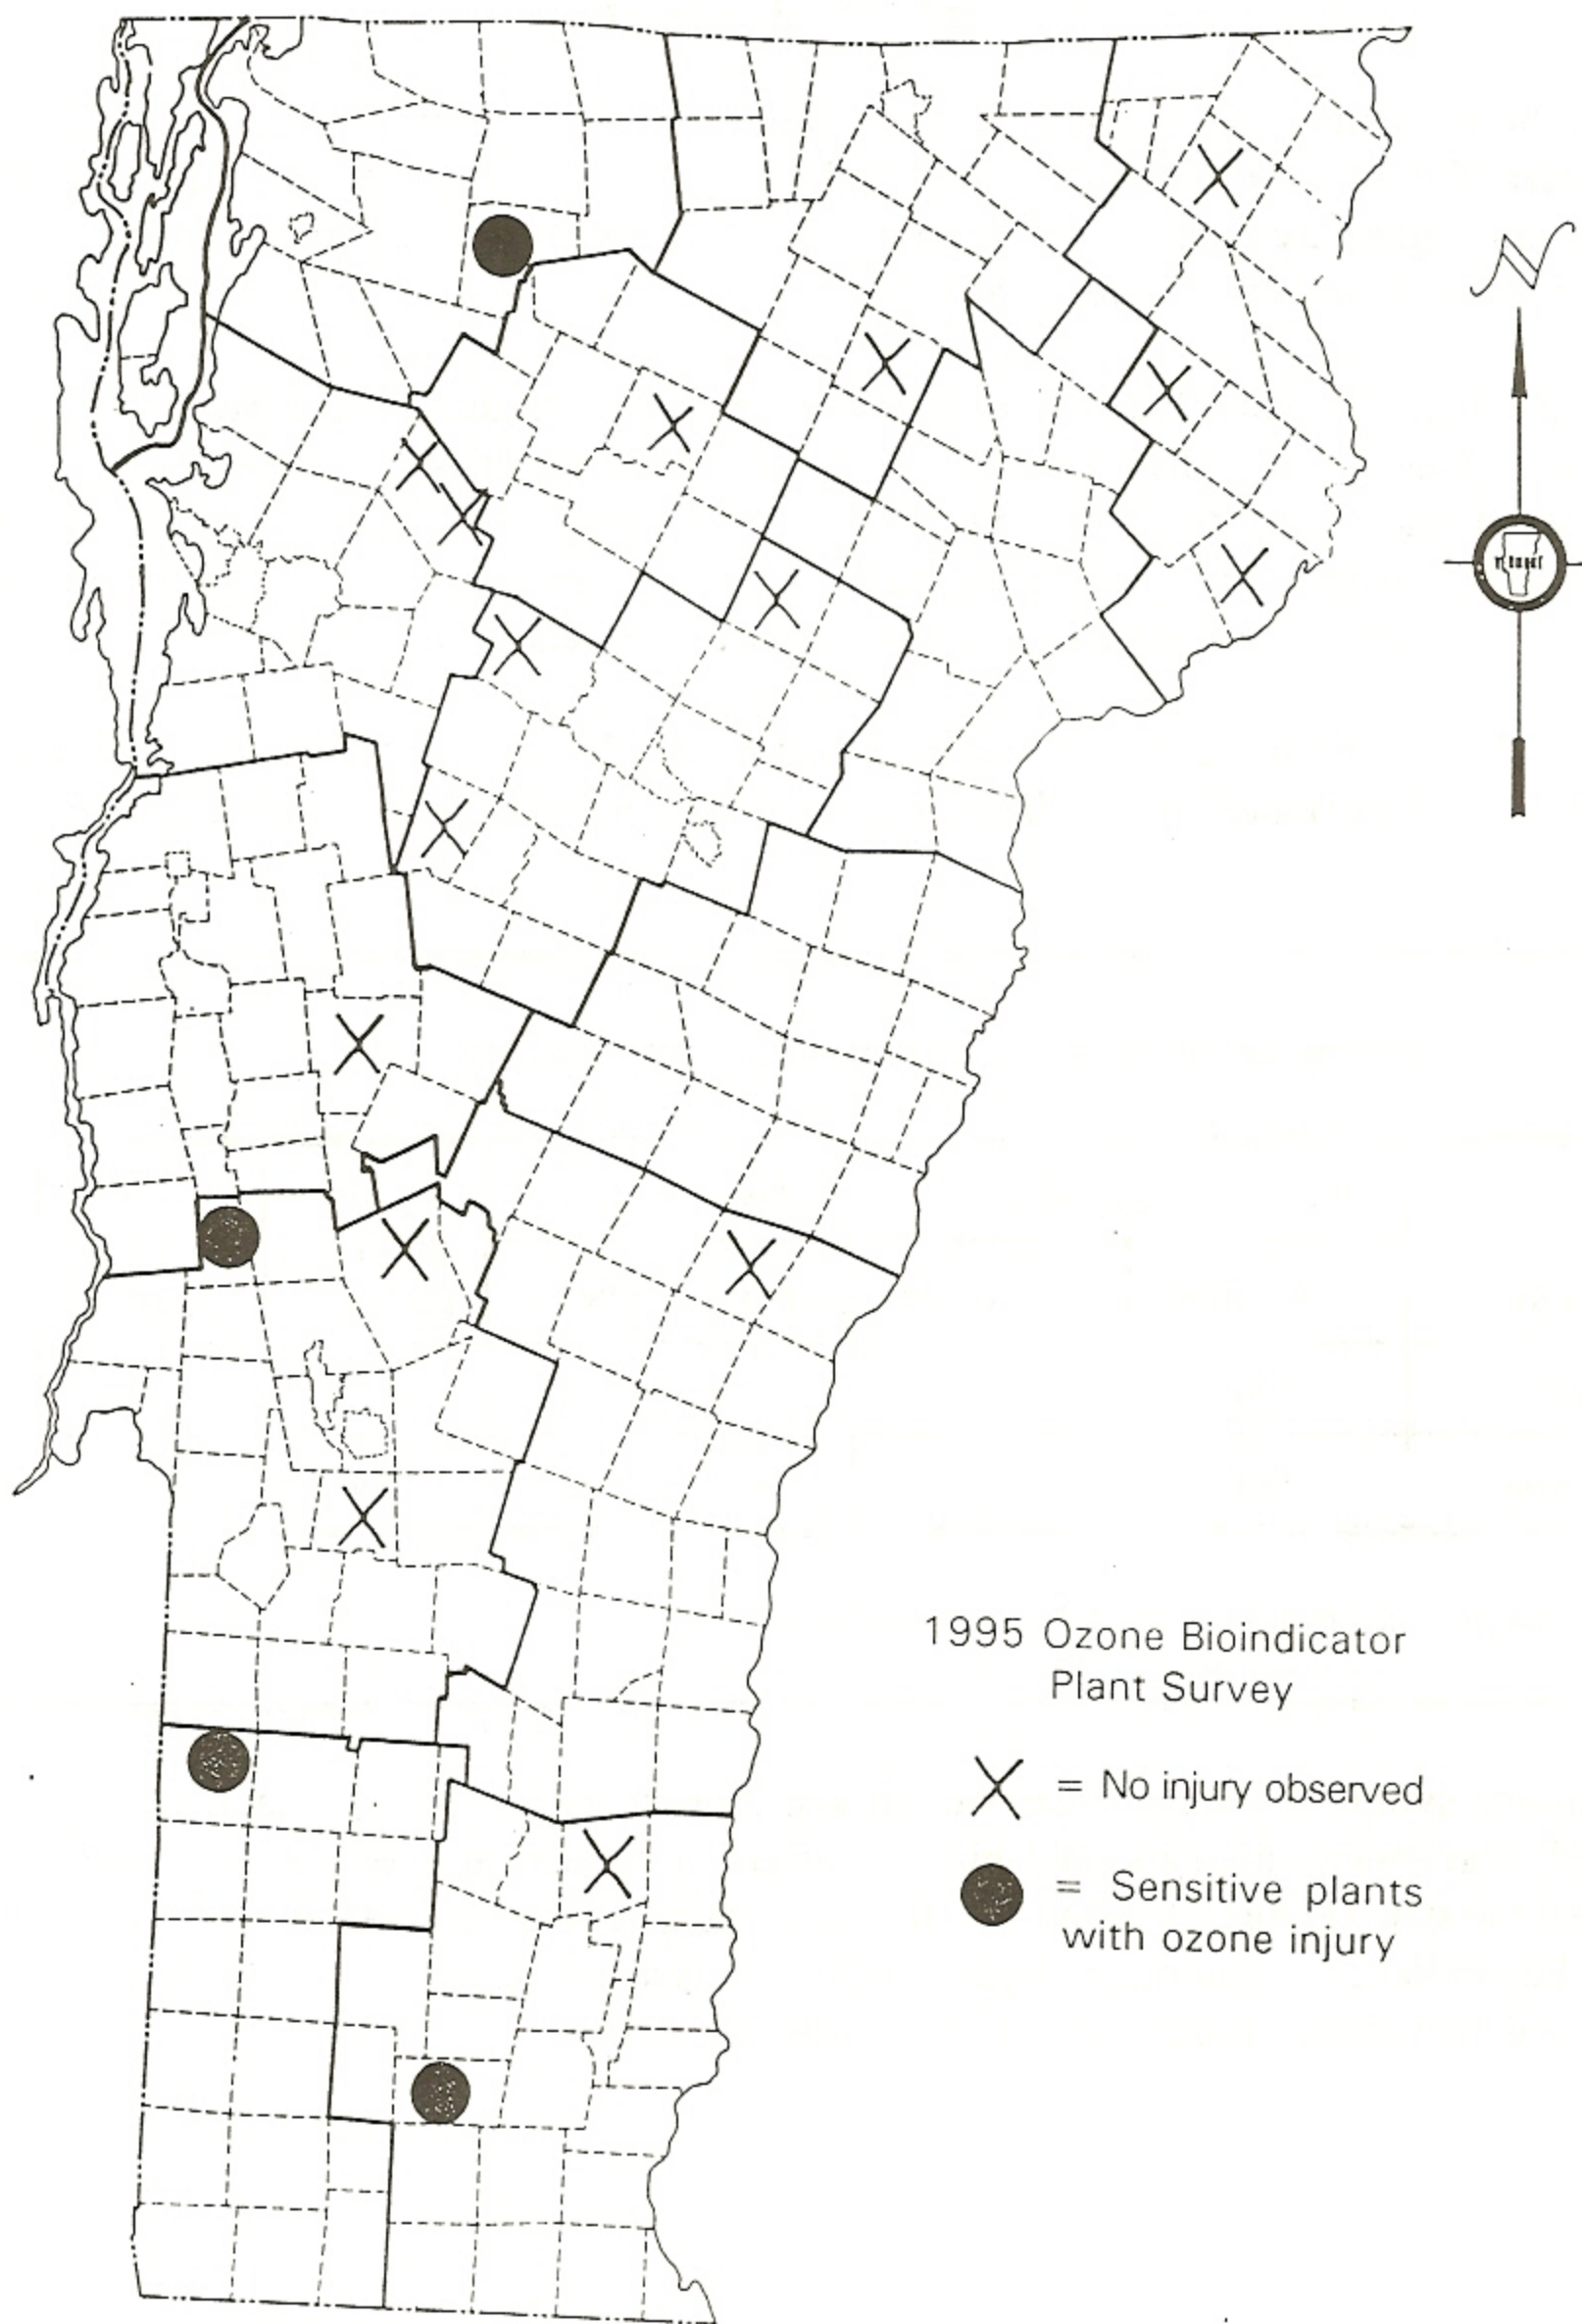 N
1995 Ozone Bioindicator
Plant Survey
= No injury observed
= Sensitive plants
with ozone injury